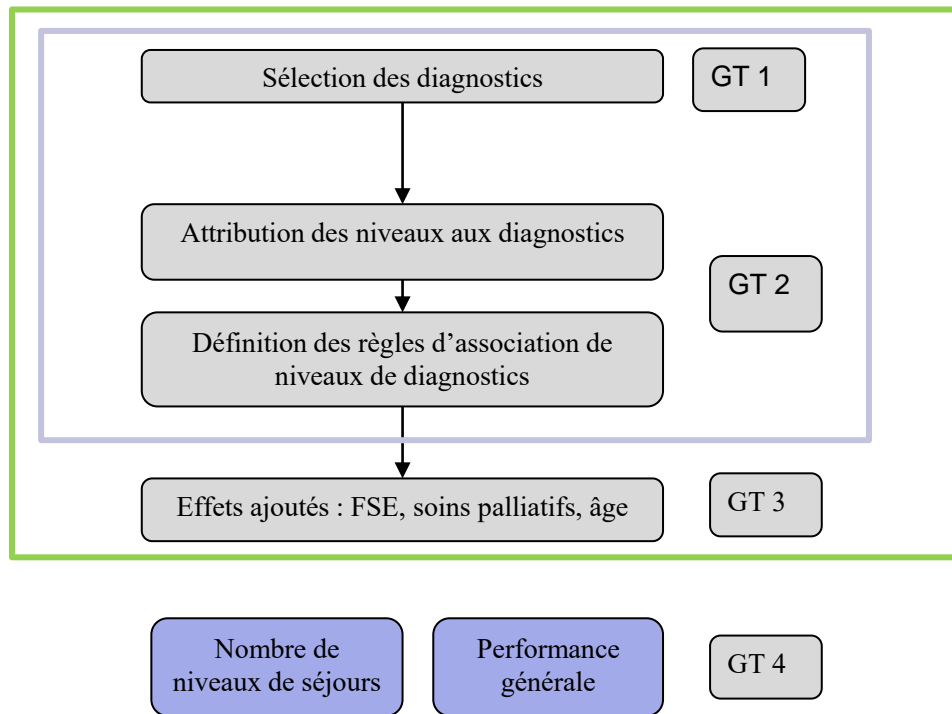 Sélection des diagnostics
GT 1
Attribution des niveaux aux diagnostics
GT 2
Définition des règles d’association de
niveaux de diagnostics
Effets ajoutés : FSE, soins palliatifs, âge
GT 3
Nombre de
niveaux de séjours
Performance
générale
GT 4